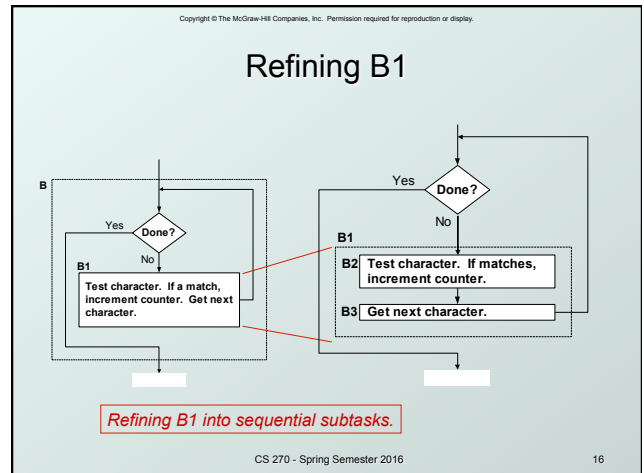 Copyright © The McGraw-Hill Companies, Inc. Permission required for reproduction or display.
Refining B1
B
Yes
Done?
No
B1
Test character. If a match,
increment counter. Get next
character.
Yes
Done?
No
B1
B2
Test character. If matches,
increment counter.
B3
Get next character.
Refining B1 into sequential subtasks.
CS 270 - Spring Semester 2016
16